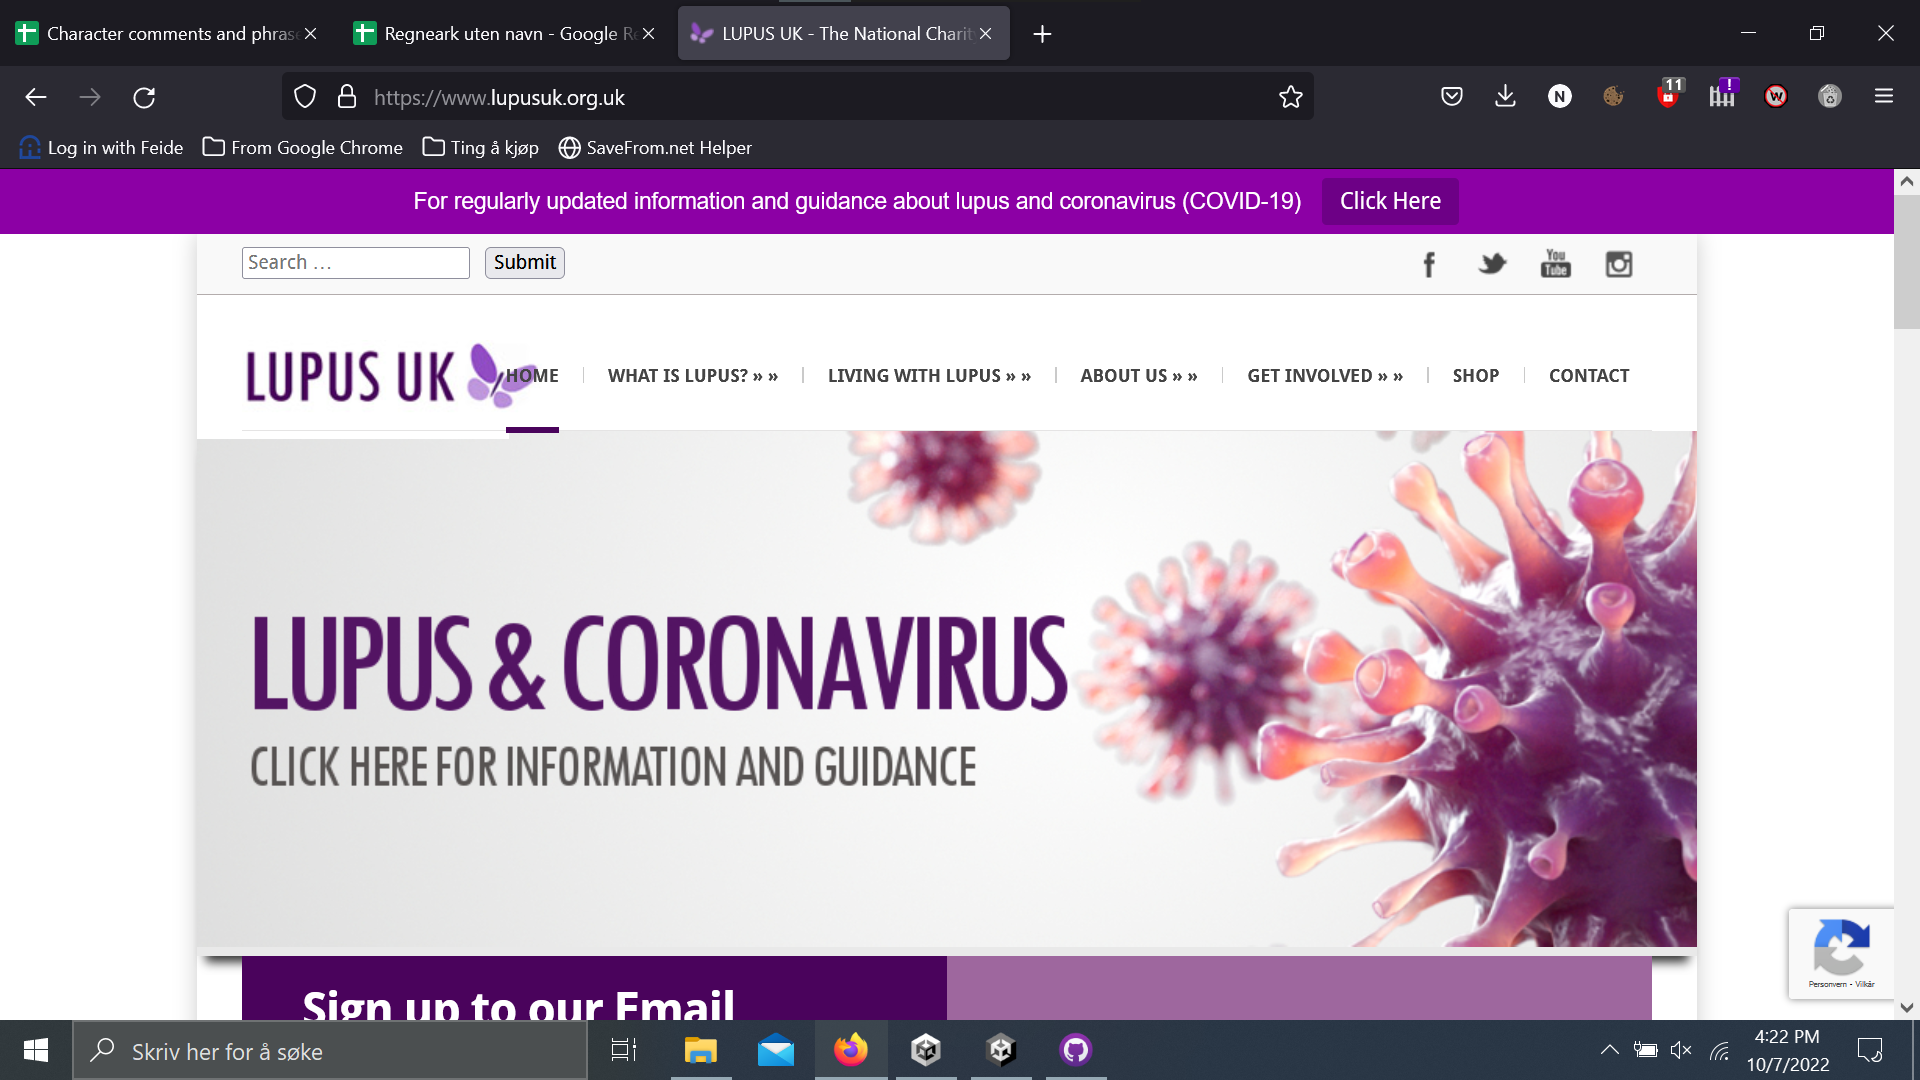 Character comments and phrase
Regneark uten navn - Google Re
LUPUS UK - The National Charit
https://www.lupusuk.org.uk
N
11
!
W
Log in with Feide
From Google Chrome
Ting å kjøp
SaveFrom.net Helper
For regularly updated information and guidance about lupus and coronavirus (COVID-19)
Click Here
Search …
Submit
You
Tube
LUPUS UK
HOME
WHAT IS LUPUS? » »
LIVING WITH LUPUS » »
ABOUT US » »
GET INVOLVED » »
SHOP
CONTACT
LUPUS & CORONAVIRUS
CLICK HERE FOR INFORMATION AND GUIDANCE
Personvern - Vilkår
Sign up to our Email
Skriv her for å søke
4:22 PM
10/7/2022